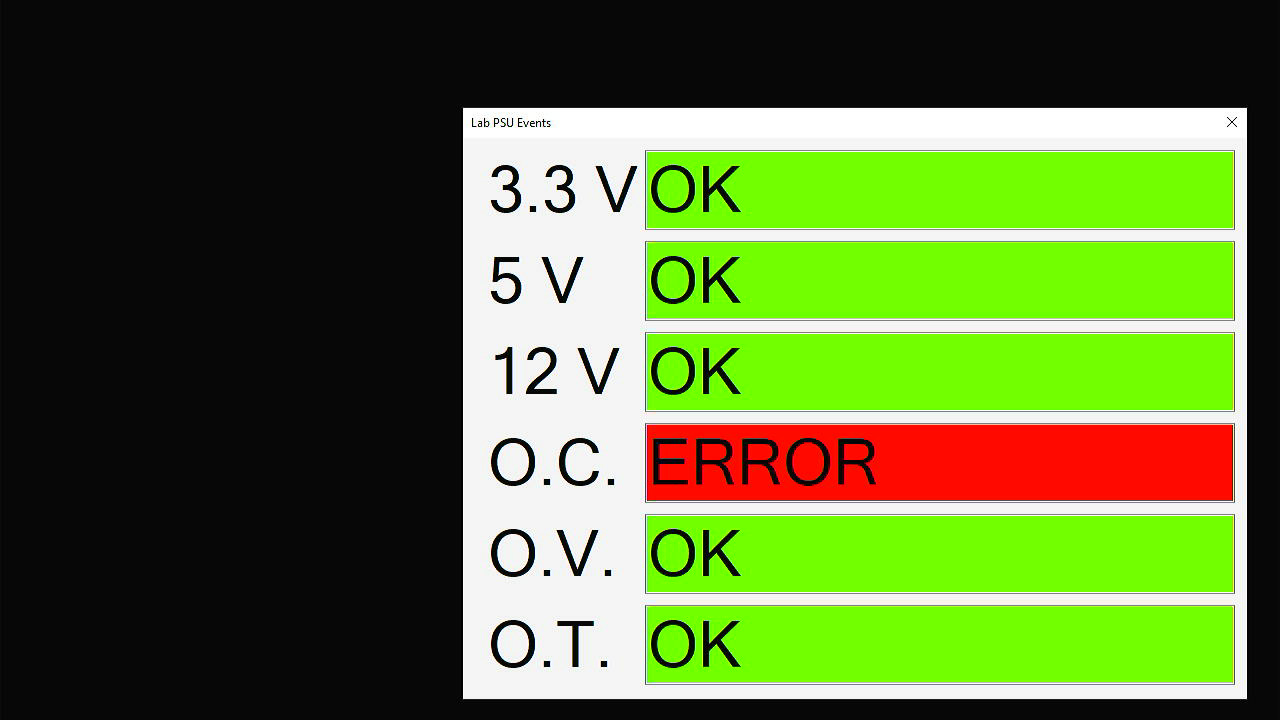 Lab PSU Events
3.3 V OK
5 V OK
12 V OK
O.C. ERROR
O.V. OK
O.T. OK